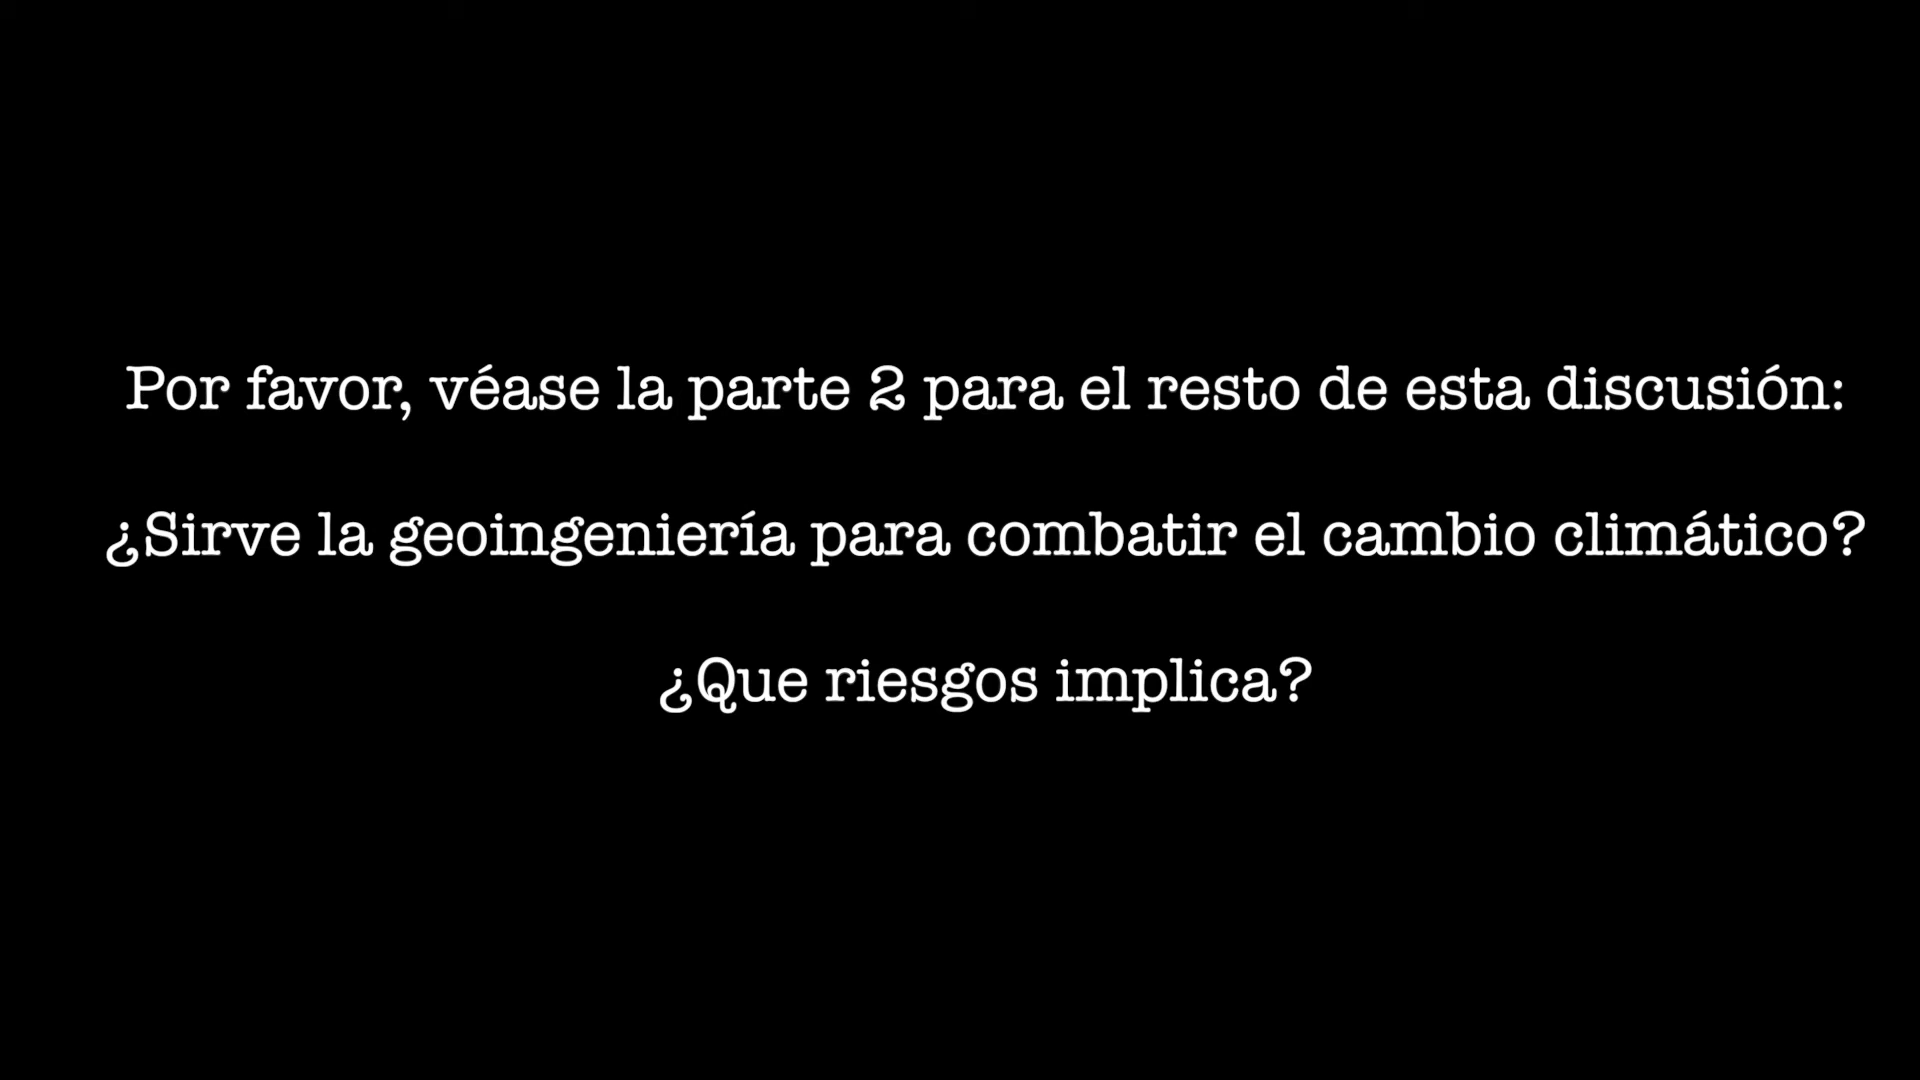 Por favor, véase la parte 2 para el resto de esta discusión:
¿Sirve la geoingeniería para combatir el cambio climático?
¿Que riesgos implica?